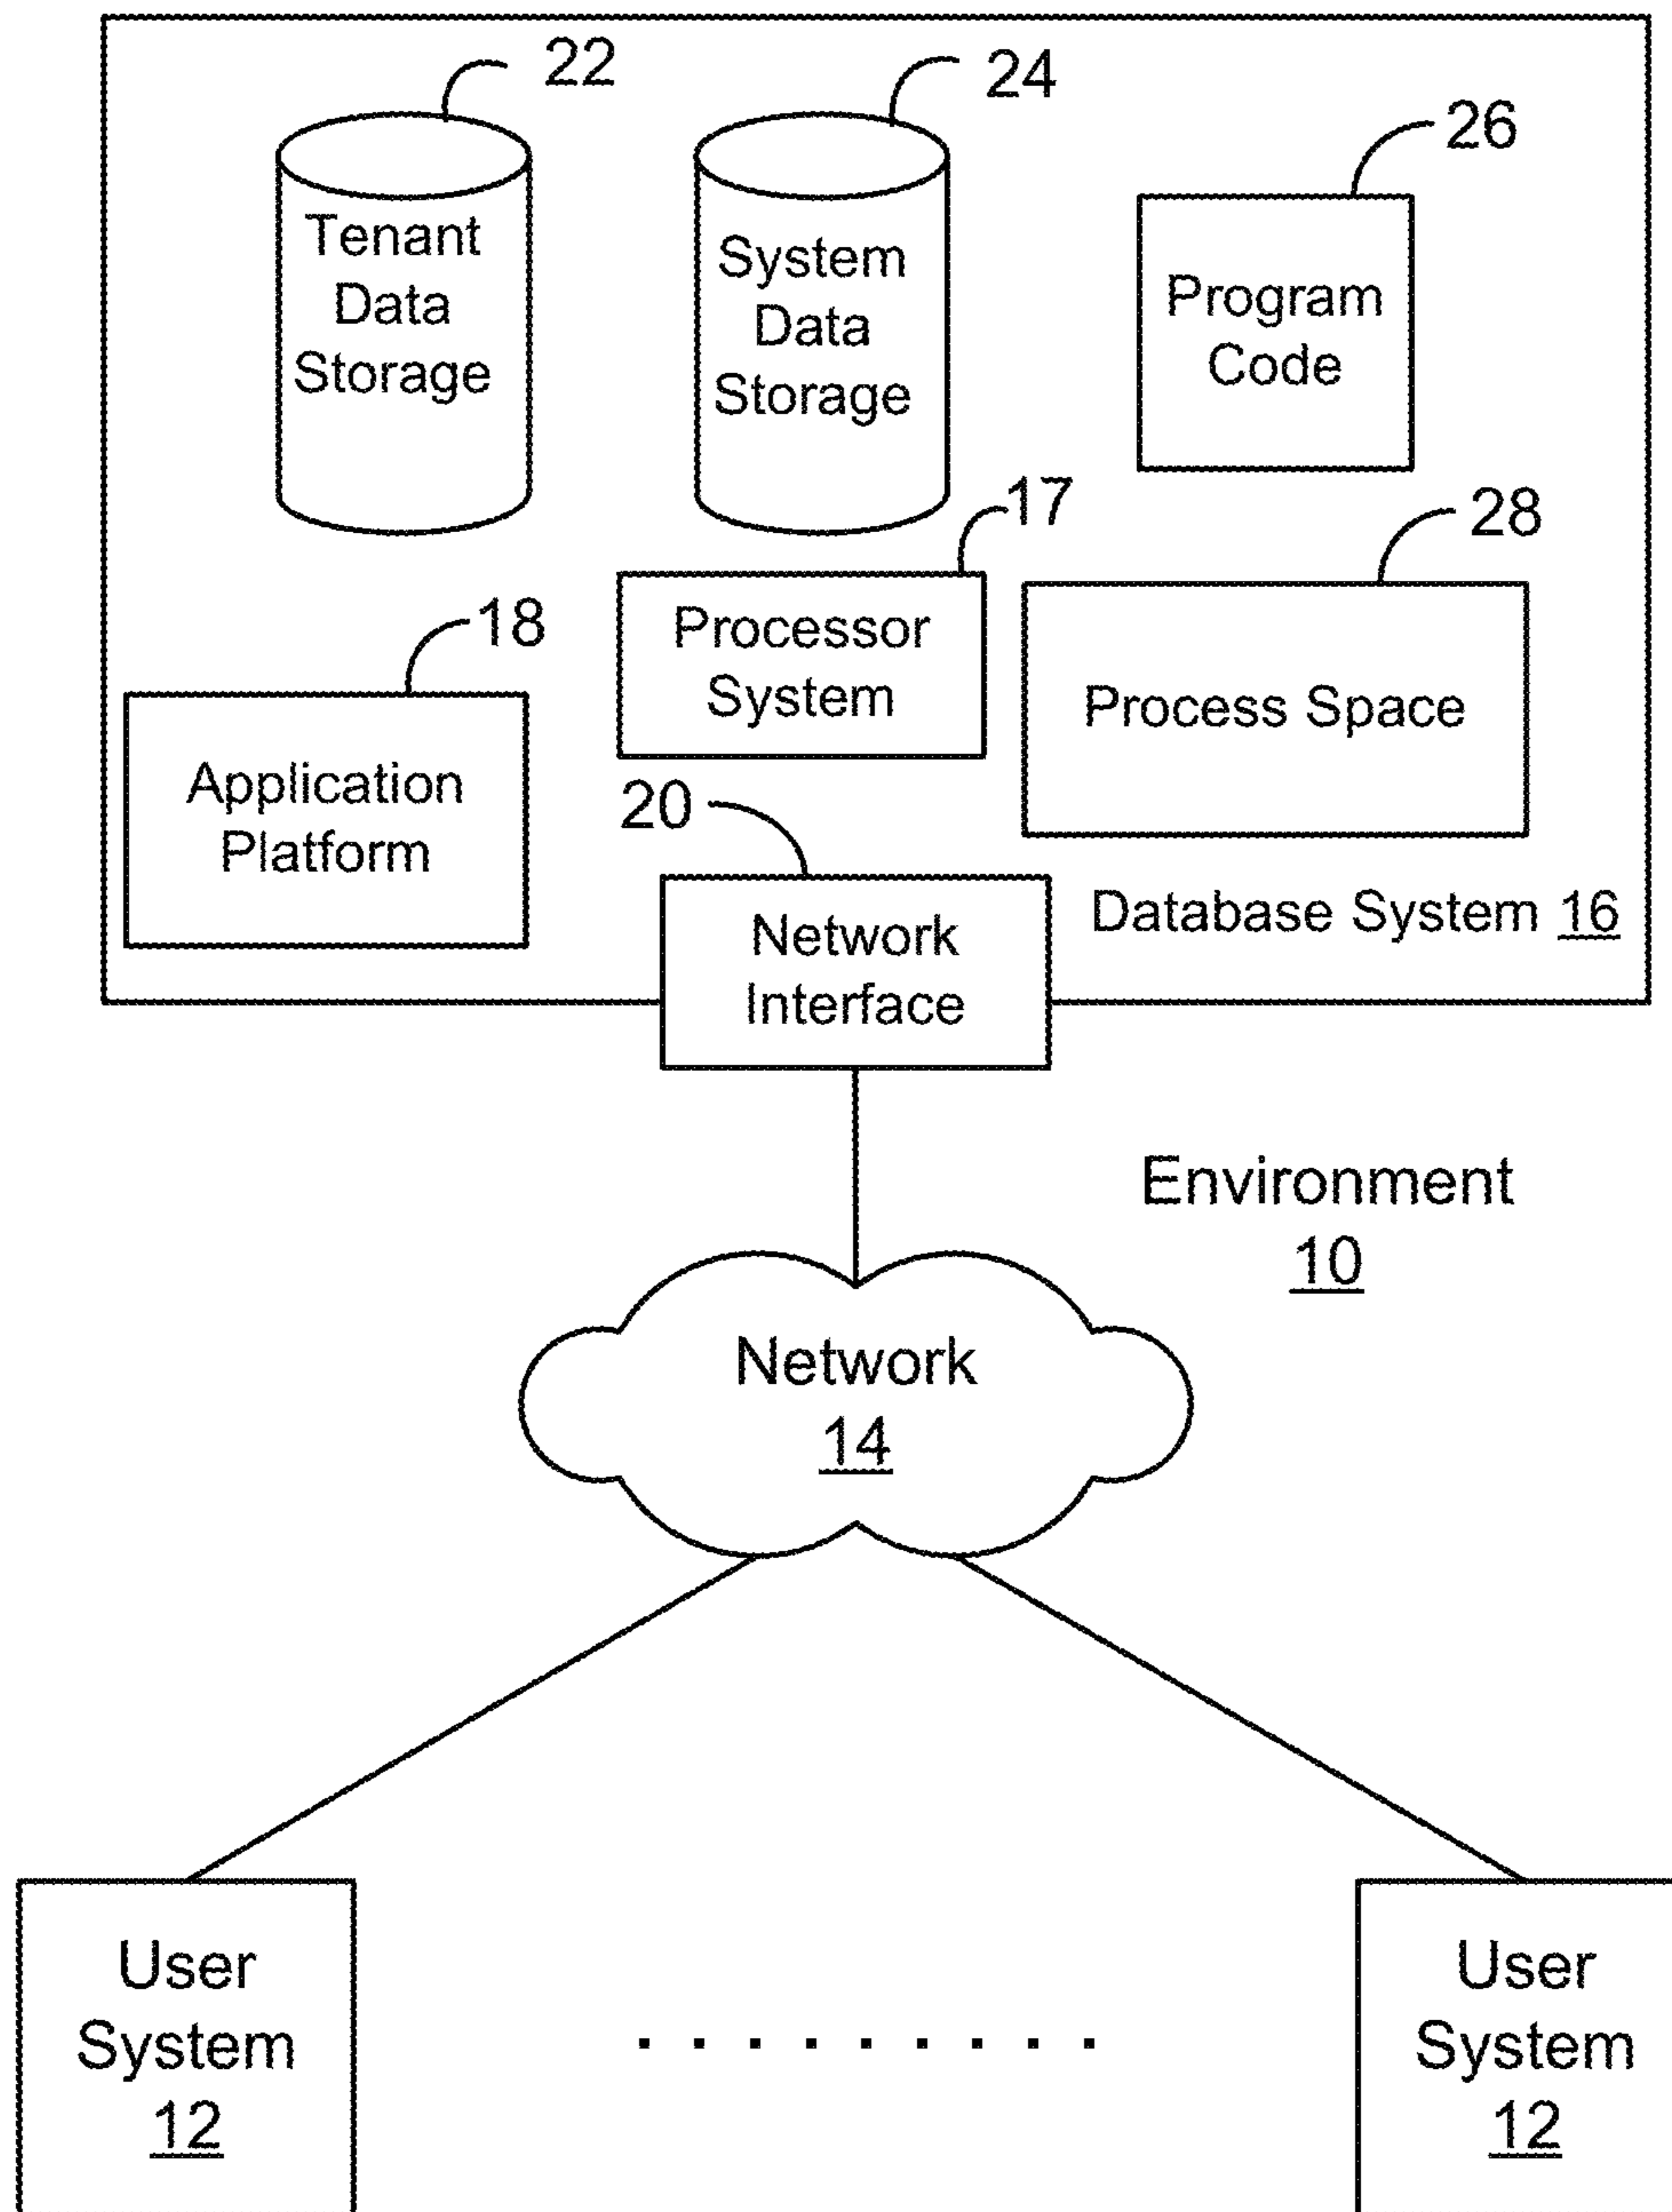 22
24
26
Tenant
Data
Storage
System
Data
Storage
Program
Code
17
28
18
Processor
System
Process Space
Application
Platform
20
Network
Interface
Database System 16
Environment
10
Network
14
User
System
12
. . . . . . . . .
User
System
12